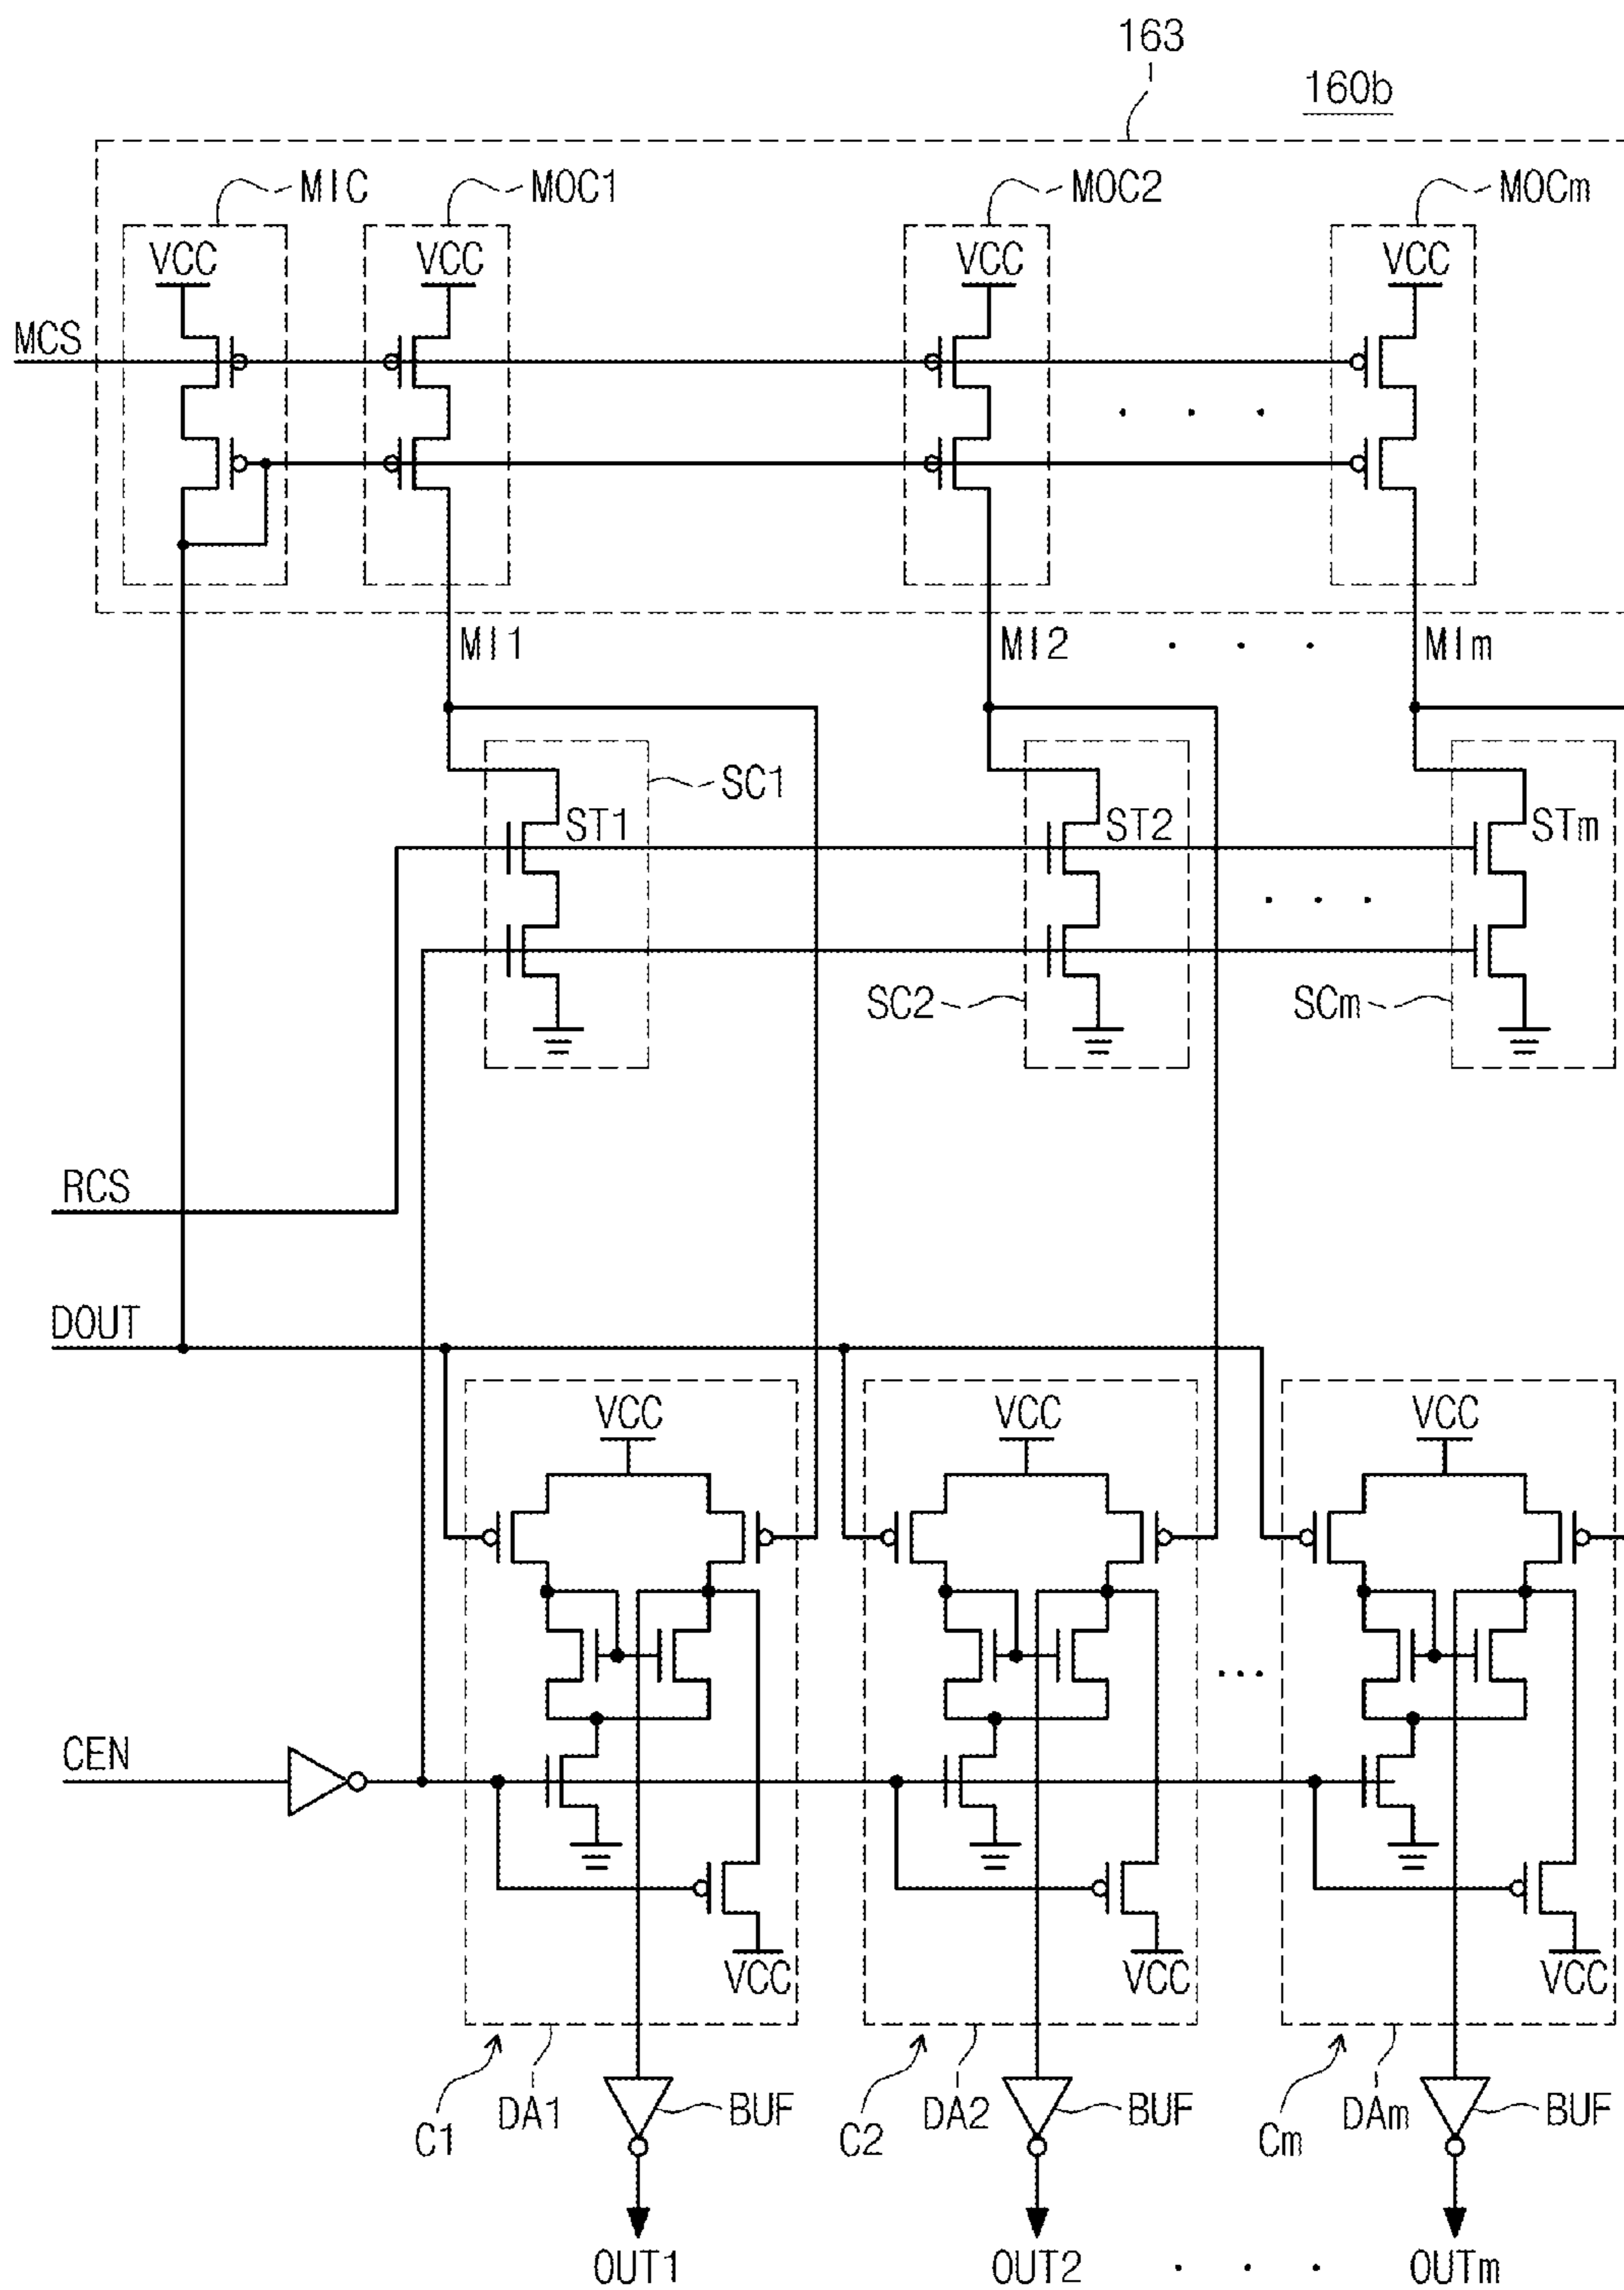 163
160b
MIC MOC1 MOC2 MOCm
VCC VCC VCC VCC
MCS
. . .
MI1 MI2 . . . MIm
SC1
ST1 ST2 STm
. . .
SC2 SCm
RCS
DOUT
VCC VCC VCC
...
CEN
VCC VCC VCC
C1 DA1 BUF C2 DA2 BUF Cm DAm BUF
OUT1 OUT2 . . . OUTm